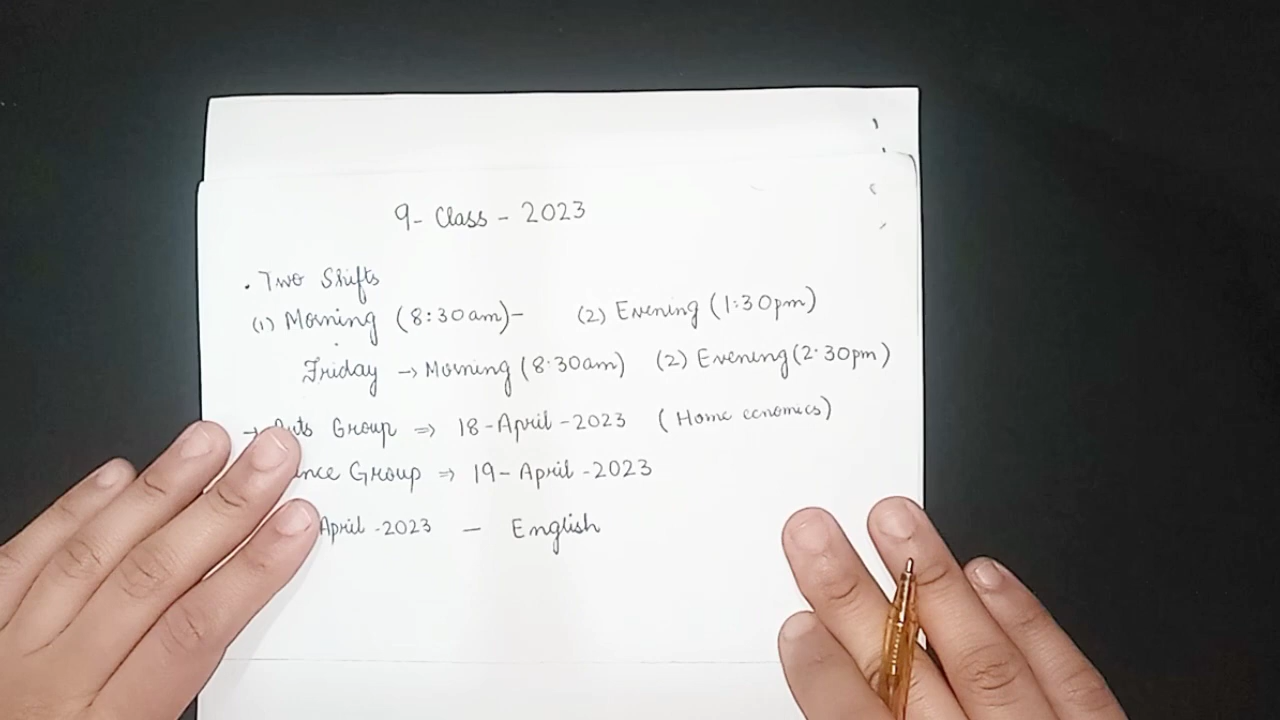 9- Class - 2023
. Two Shifts
(1) Morning (8:30am)- (2) Evening (1:30pm)
Friday → Morning (8.30am) (2) Evening (2.30pm)
→ Group ⇒ 18-April-2023 (Home cenomics)
Group ⇒ 19-April-2023
April-2023 - English